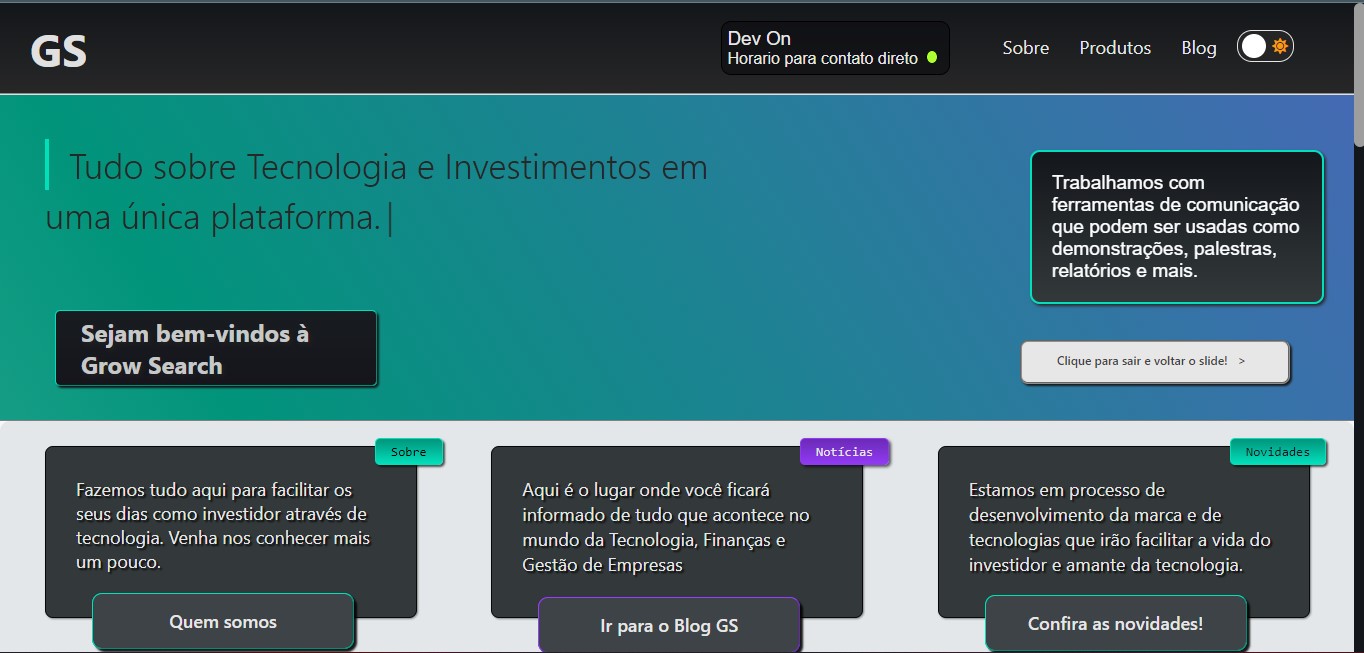 GS
Dev On
Horario para contato direto
Sobre
Produtos
Blog
Tudo sobre Tecnologia e Investimentos em
uma única plataforma.|
Trabalhamos com
ferramentas de comunicação
que podem ser usadas como
demonstrações, palestras,
relatórios e mais.
Sejam bem-vindos à
Grow Search
Clique para sair e voltar o slide! >
Sobre
Fazemos tudo aqui para facilitar os
seus dias como investidor através de
tecnologia. Venha nos conhecer mais
um pouco.
Quem somos
Notícias
Aqui é o lugar onde você ficará
informado de tudo que acontece no
mundo da Tecnologia, Finanças e
Gestão de Empresas
Ir para o Blog GS
Novidades
Estamos em processo de
desenvolvimento da marca e de
tecnologias que irão facilitar a vida do
investidor e amante da tecnologia.
Confira as novidades!